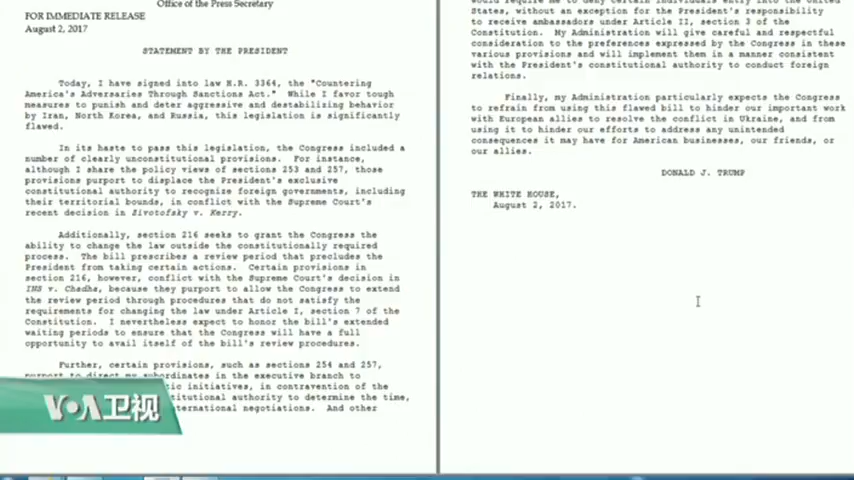 Office of the Press Secretary
FOR IMMEDIATE RELEASE
August 2, 2017
STATEMENT BY THE PRESIDENT
Today, I have signed into law H.R. 3364, the "Countering
America's Adversaries Through Sanctions Act." While I favor tough
measures to punish and deter aggressive and destabilizing behavior
by Iran, North Korea, and Russia, this legislation is significantly
flawed.
In its haste to pass this legislation, the Congress included a
number of clearly unconstitutional provisions. For instance,
although I share the policy views of sections 253 and 257, those
provisions purport to displace the President's exclusive
constitutional authority to recognize foreign governments, including
their territorial bounds, in conflict with the Supreme Court's
recent decision in Zivotofsky v. Kerry.
Additionally, section 216 seeks to grant the Congress the
ability to change the law outside the constitutionally required
process. The bill prescribes a review period that precludes the
President from taking certain actions. Certain provisions in
section 216, however, conflict with the Supreme Court's decision in
INS v. Chadha, because they purport to allow the Congress to extend
the review period through procedures that do not satisfy the
requirements for changing the law under Article I, section 7 of the
Constitution. I nevertheless expect to honor the bill's extended
waiting periods to ensure that the Congress will have a full
opportunity to avail itself of the bill's review procedures.
Further, certain provisions, such as sections 254 and 257,
purport to direct my subordinates in the executive branch to
tic initiatives, in contravention of the
stitutional authority to determine the time,
ternational negotiations. And other
would require me to deny certain individuals entry into the United
States, without an exception for the President's responsibility
to receive ambassadors under Article II, section 3 of the
Constitution. My Administration will give careful and respectful
consideration to the preferences expressed by the Congress in these
various provisions and will implement them in a manner consistent
with the President's constitutional authority to conduct foreign
relations.
Finally, my Administration particularly expects the Congress
to refrain from using this flawed bill to hinder our important work
with European allies to resolve the conflict in Ukraine, and from
using it to hinder our efforts to address any unintended
consequences it may have for American businesses, our friends, or
our allies.
DONALD J. TRUMP
THE WHITE HOUSE,
August 2, 2017.
VOA卫视